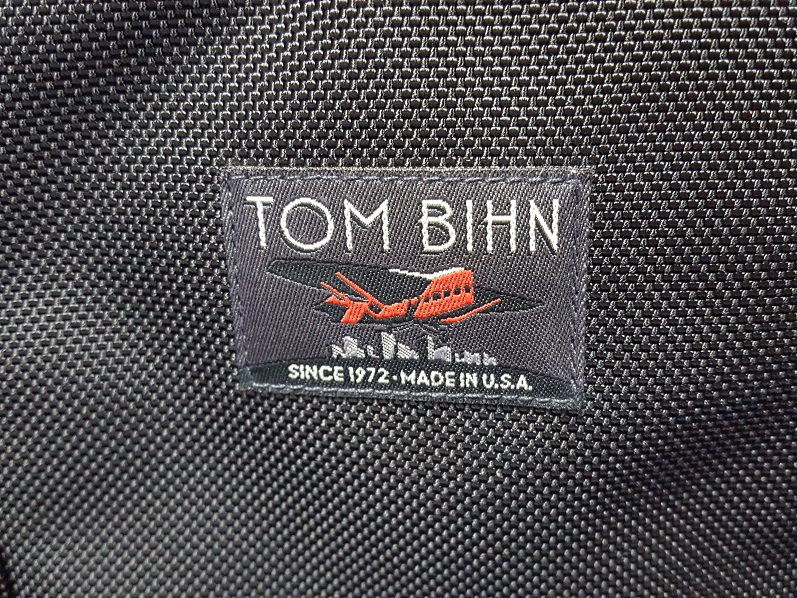 TOM BIHN
SINCE 1972 · MADE IN U.S.A.